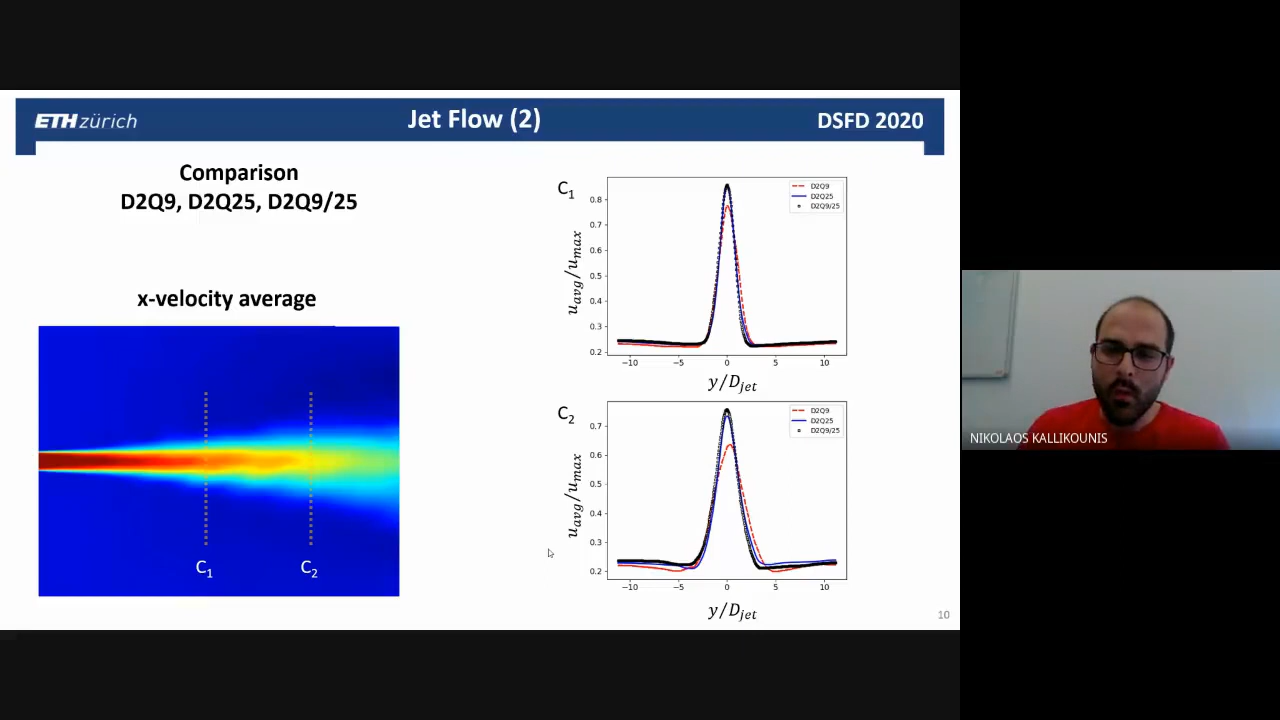 ETH zürich
Jet Flow (2)
DSFD 2020
Comparison
D2Q9, D2Q25, D2Q9/25
x-velocity average
C1
C2
C1
u_avg/u_max
0.8
0.7
0.6
0.5
0.4
0.3
0.2
D2Q9
D2Q25
D2Q9/25
−10 −5 0 5 10
y/D_jet
C2
u_avg/u_max
0.7
0.6
0.5
0.4
0.3
0.2
D2Q9
D2Q25
D2Q9/25
−10 −5 0 5 10
y/D_jet
10
NIKOLAOS KALLIKOUNIS